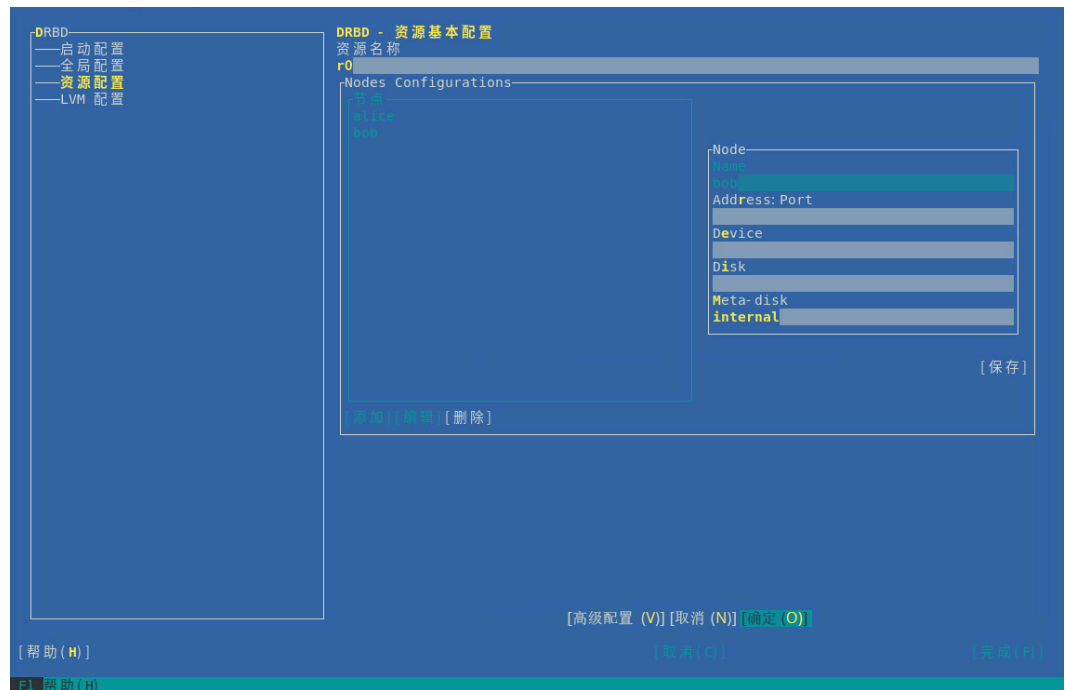 DRBD
启动配置
全局配置
资源配置
LVM 配置
DRBD - 资源基本配置
资源名称
r0
Nodes Configurations
节点
alice
bob
Node
Name
bob
Address:Port
Device
Disk
Meta-disk
internal
[保存]
[添加][编辑][删除]
[高级配置 (V)] [取消 (N)] [确定 (O)]
[帮助(H)] [取消(C)] [完成(F)]
F1 帮助(H)